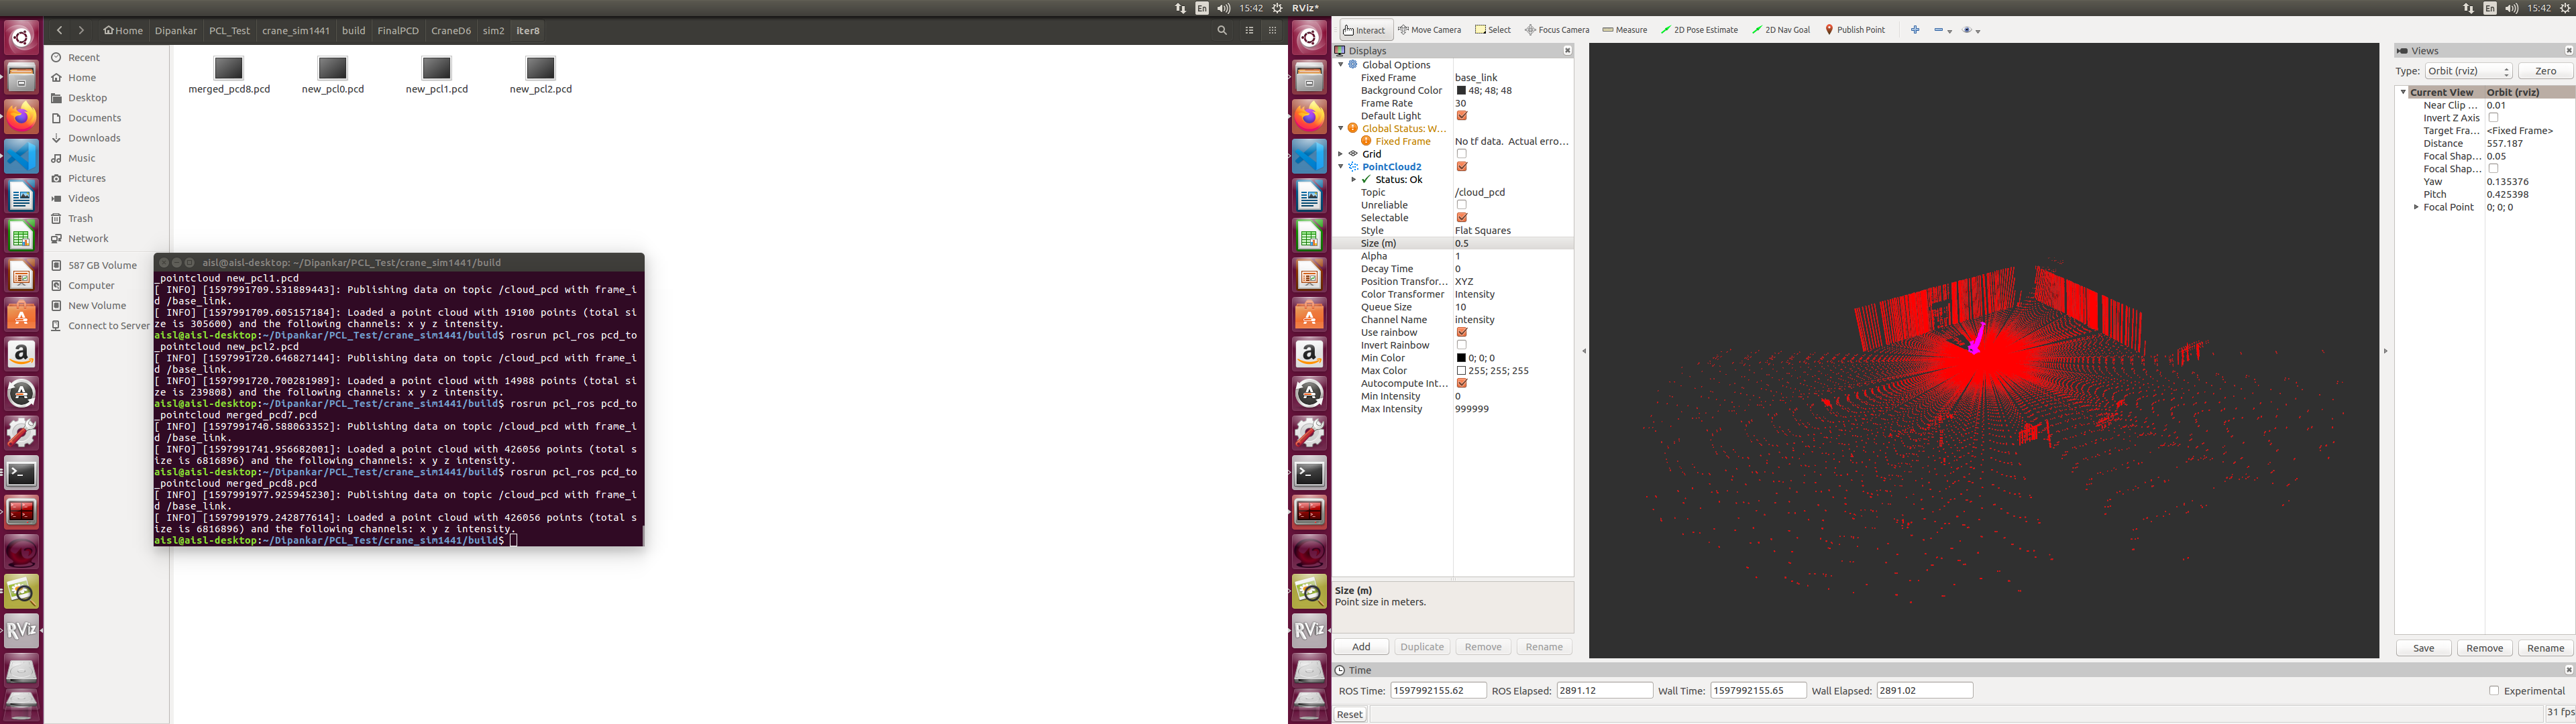 En 15:42 RViz* En 15:42
Home Dipankar PCL_Test crane_sim1441 build FinalPCD CraneD6 sim2 iter8
Recent
Home
Desktop
Documents
Downloads
Music
Pictures
Videos
Trash
Network
587 GB Volume
Computer
New Volume
Connect to Server
merged_pcd8.pcd new_pcl0.pcd new_pcl1.pcd new_pcl2.pcd
aisl@aisl-desktop: ~/Dipankar/PCL_Test/crane_sim1441/build
_pointcloud new_pcl1.pcd
[ INFO] [1597991709.531889443]: Publishing data on topic /cloud_pcd with frame_i
d /base_link.
[ INFO] [1597991709.605157184]: Loaded a point cloud with 19100 points (total si
ze is 305600) and the following channels: x y z intensity.
aisl@aisl-desktop:~/Dipankar/PCL_Test/crane_sim1441/build$ rosrun pcl_ros pcd_to
_pointcloud new_pcl2.pcd
[ INFO] [1597991720.646827144]: Publishing data on topic /cloud_pcd with frame_i
d /base_link.
[ INFO] [1597991720.700281989]: Loaded a point cloud with 14988 points (total si
ze is 239808) and the following channels: x y z intensity.
aisl@aisl-desktop:~/Dipankar/PCL_Test/crane_sim1441/build$ rosrun pcl_ros pcd_to
_pointcloud merged_pcd7.pcd
[ INFO] [1597991740.588063352]: Publishing data on topic /cloud_pcd with frame_i
d /base_link.
[ INFO] [1597991741.956682001]: Loaded a point cloud with 426056 points (total s
ize is 6816896) and the following channels: x y z intensity.
aisl@aisl-desktop:~/Dipankar/PCL_Test/crane_sim1441/build$ rosrun pcl_ros pcd_to
_pointcloud merged_pcd8.pcd
[ INFO] [1597991977.925945230]: Publishing data on topic /cloud_pcd with frame_i
d /base_link.
[ INFO] [1597991979.242877614]: Loaded a point cloud with 426056 points (total s
ize is 6816896) and the following channels: x y z intensity.
aisl@aisl-desktop:~/Dipankar/PCL_Test/crane_sim1441/build$
Interact Move Camera Select Focus Camera Measure 2D Pose Estimate 2D Nav Goal Publish Point
Displays
Global Options
Fixed Frame base_link
Background Color 48; 48; 48
Frame Rate 30
Default Light
Global Status: W...
Fixed Frame No tf data. Actual erro...
Grid
PointCloud2
Status: Ok
Topic /cloud_pcd
Unreliable
Selectable
Style Flat Squares
Size (m) 0.5
Alpha 1
Decay Time 0
Position Transfor... XYZ
Color Transformer Intensity
Queue Size 10
Channel Name intensity
Use rainbow
Invert Rainbow
Min Color 0; 0; 0
Max Color 255; 255; 255
Autocompute Int...
Min Intensity 0
Max Intensity 999999
Size (m)
Point size in meters.
Add Duplicate Remove Rename
Views
Type: Orbit (rviz) Zero
Current View Orbit (rviz)
Near Clip ... 0.01
Invert Z Axis
Target Fra... <Fixed Frame>
Distance 557.187
Focal Shap... 0.05
Focal Shap...
Yaw 0.135376
Pitch 0.425398
Focal Point 0; 0; 0
Save Remove Rename
Time
ROS Time: 1597992155.62 ROS Elapsed: 2891.12 Wall Time: 1597992155.65 Wall Elapsed: 2891.02 Experimental
Reset 31 fps
RViz RViz